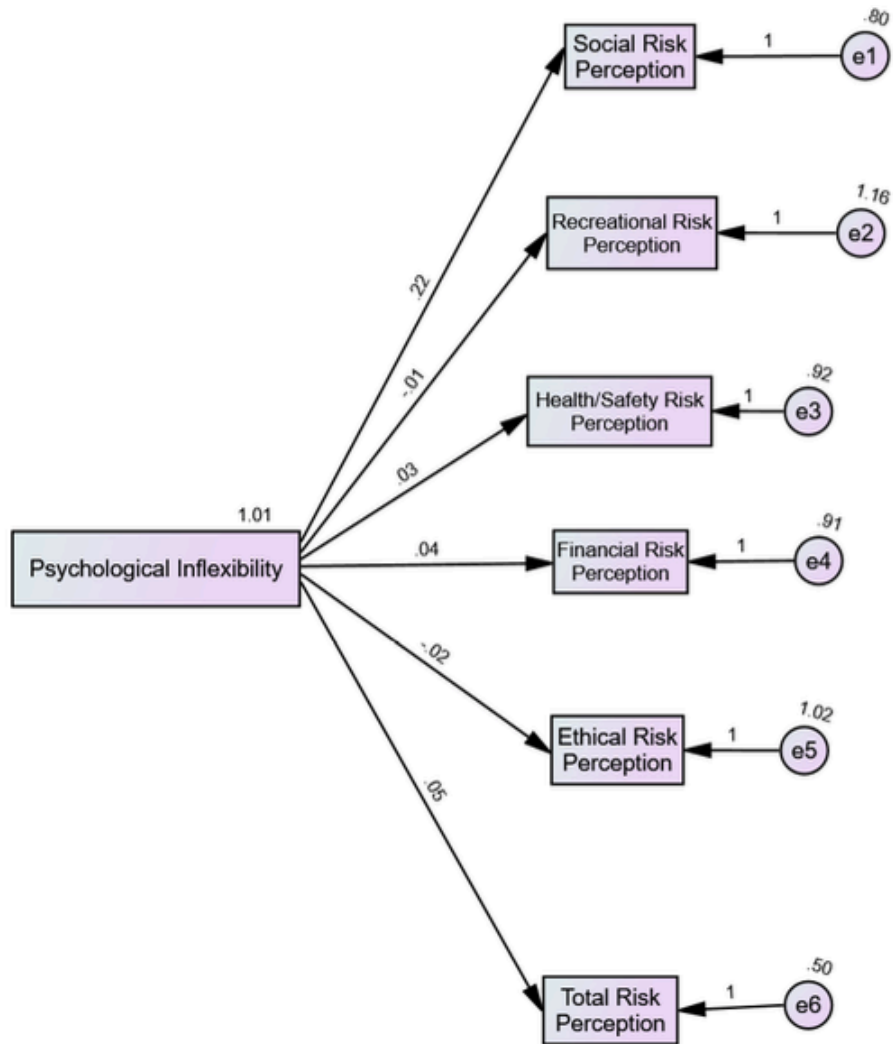 .80
Social Risk
Perception
1
e1
.22
1.16
Recreational Risk
Perception
1
e2
-.01
.92
Health/Safety Risk
Perception
1
e3
.03
1.01
Psychological Inflexibility
.04
.91
Financial Risk
Perception
1
e4
-.02
1.02
Ethical Risk
Perception
1
e5
.05
.50
Total Risk
Perception
1
e6